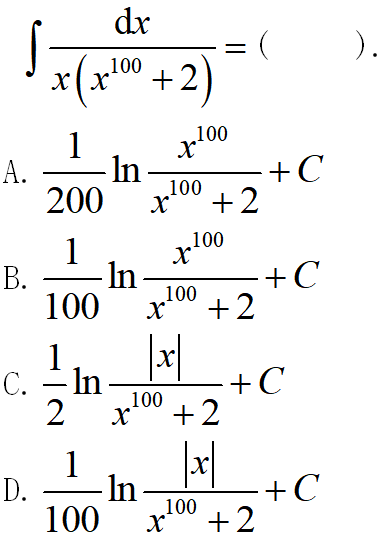 ∫ dx / (x(x^100 + 2)) = (    ).
A. 1/200 ln x^100 / (x^100 + 2) + C
B. 1/100 ln x^100 / (x^100 + 2) + C
C. 1/2 ln |x| / (x^100 + 2) + C
D. 1/100 ln |x| / (x^100 + 2) + C